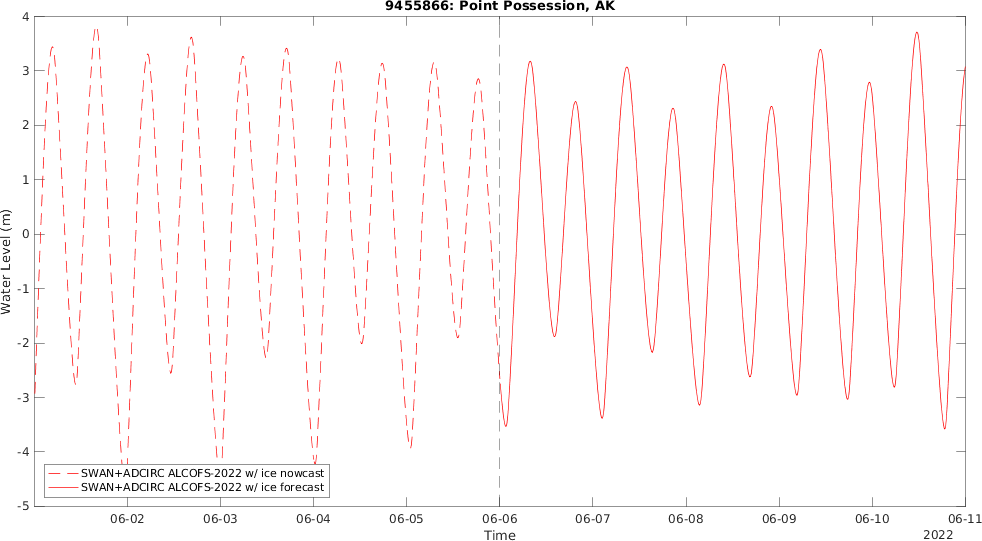 9455866: Point Possession, AK
4
3
2
1
0
-1
-2
-3
-4
-5
Water Level (m)
SWAN+ADCIRC ALCOFS-2022 w/ ice nowcast
SWAN+ADCIRC ALCOFS-2022 w/ ice forecast
06-02 06-03 06-04 06-05 06-06 06-07 06-08 06-09 06-10 06-11
Time
2022